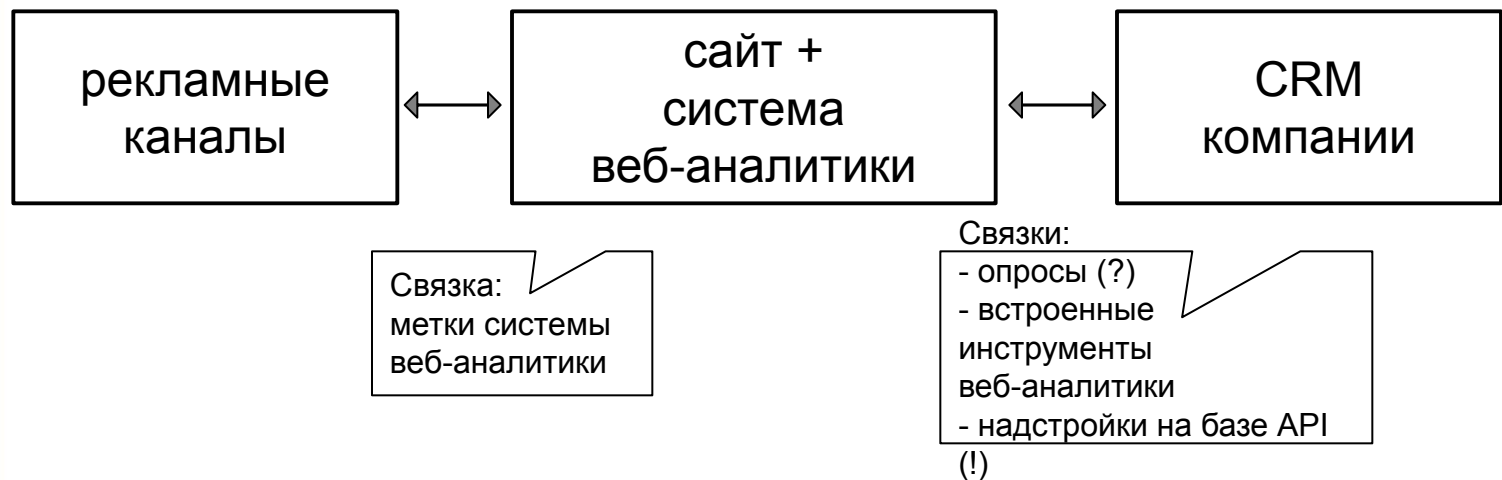 рекламные
каналы
сайт +
система
веб-аналитики
CRM
компании
Связка:
метки системы
веб-аналитики
Связки:
- опросы (?)
- встроенные
инструменты
веб-аналитики
- надстройки на базе API
(!)